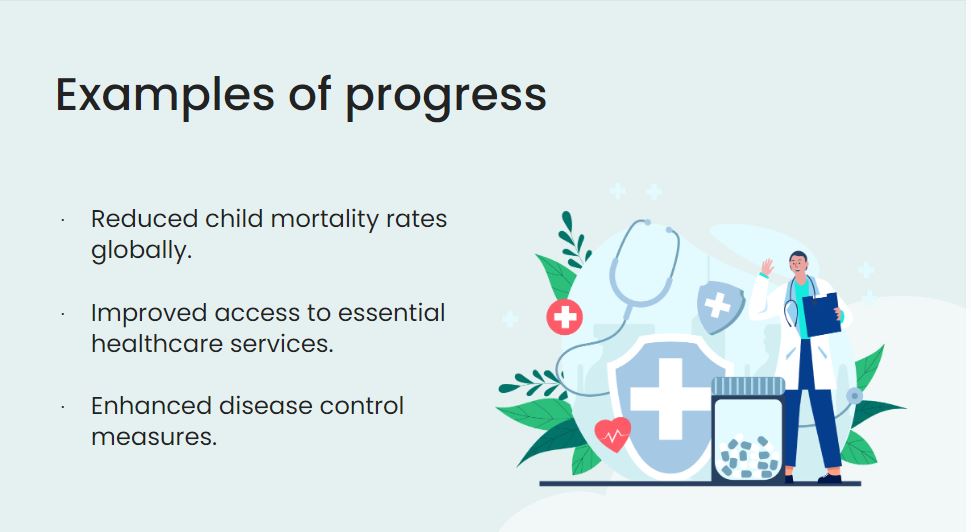 Examples of progress
· Reduced child mortality rates
globally.
· Improved access to essential
healthcare services.
· Enhanced disease control
measures.